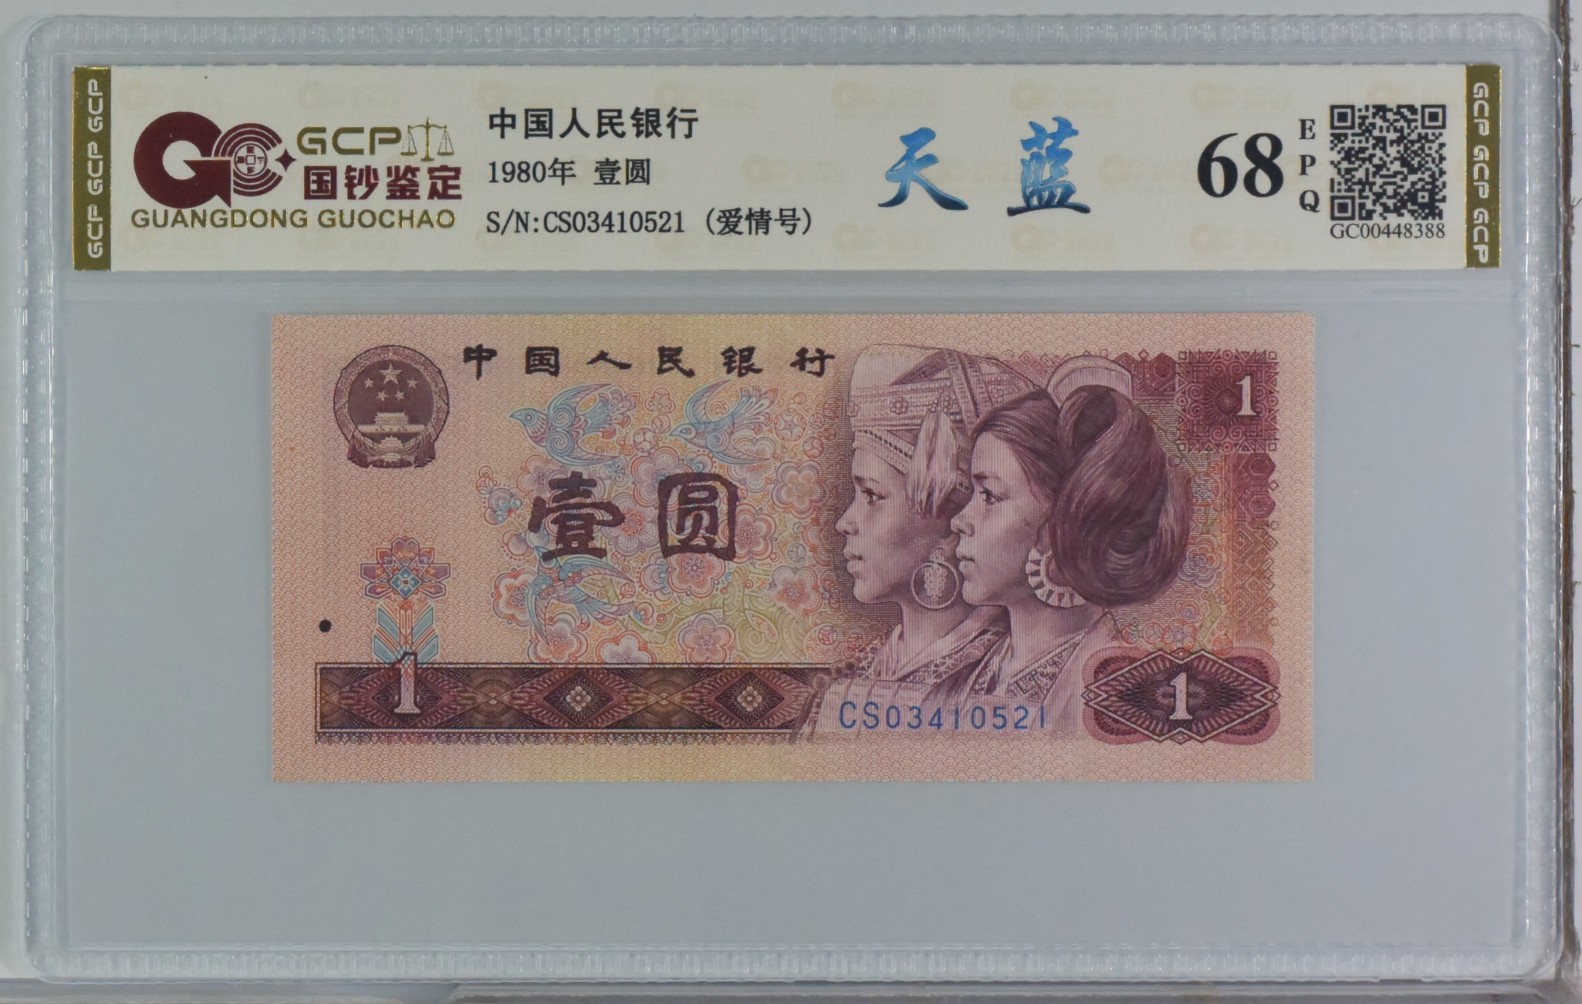 GCP GCP GCP
GCP
国钞鉴定
GUANGDONG GUOCHAO
中国人民银行
1980年 壹圆
S/N:CS03410521 (爱情号)
天蓝
68
EPQ
GC00448388
GCP GCP GCP
中国人民银行
1
壹圆
1
CS03410521
1